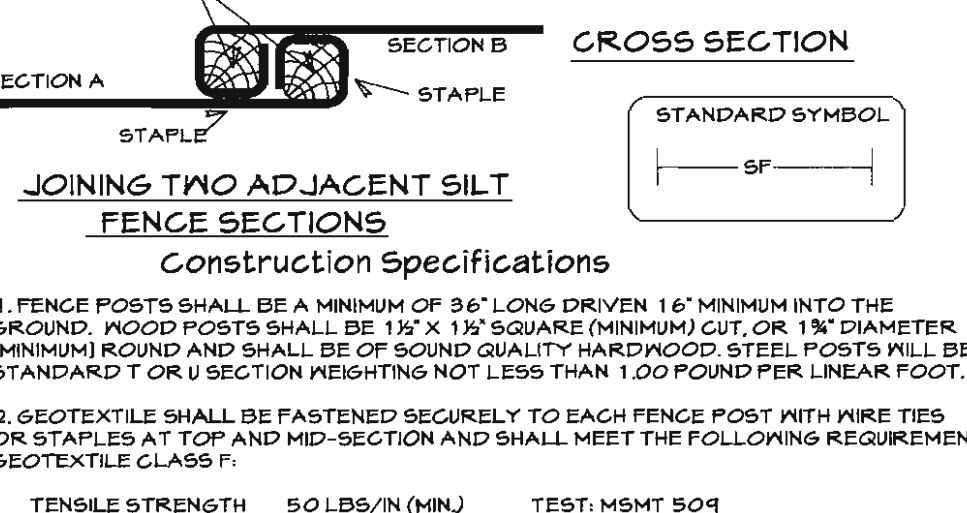 SECTION B
CROSS SECTION
ECTION A
STAPLE
STANDARD SYMBOL
STAPLE
SF
JOINING TWO ADJACENT SILT
FENCE SECTIONS
Construction Specifications
1. FENCE POSTS SHALL BE A MINIMUM OF 36" LONG DRIVEN 16" MINIMUM INTO THE
GROUND. WOOD POSTS SHALL BE 1½" X 1½" SQUARE (MINIMUM) CUT, OR 1¾" DIAMETER
(MINIMUM) ROUND AND SHALL BE OF SOUND QUALITY HARDWOOD. STEEL POSTS WILL BE
STANDARD T OR U SECTION WEIGHTING NOT LESS THAN 1.00 POUND PER LINEAR FOOT.
2. GEOTEXTILE SHALL BE FASTENED SECURELY TO EACH FENCE POST WITH WIRE TIES
OR STAPLES AT TOP AND MID-SECTION AND SHALL MEET THE FOLLOWING REQUIREMEN
GEOTEXTILE CLASS F:
TENSILE STRENGTH 50 LBS/IN (MIN.) TEST: MSMT 509